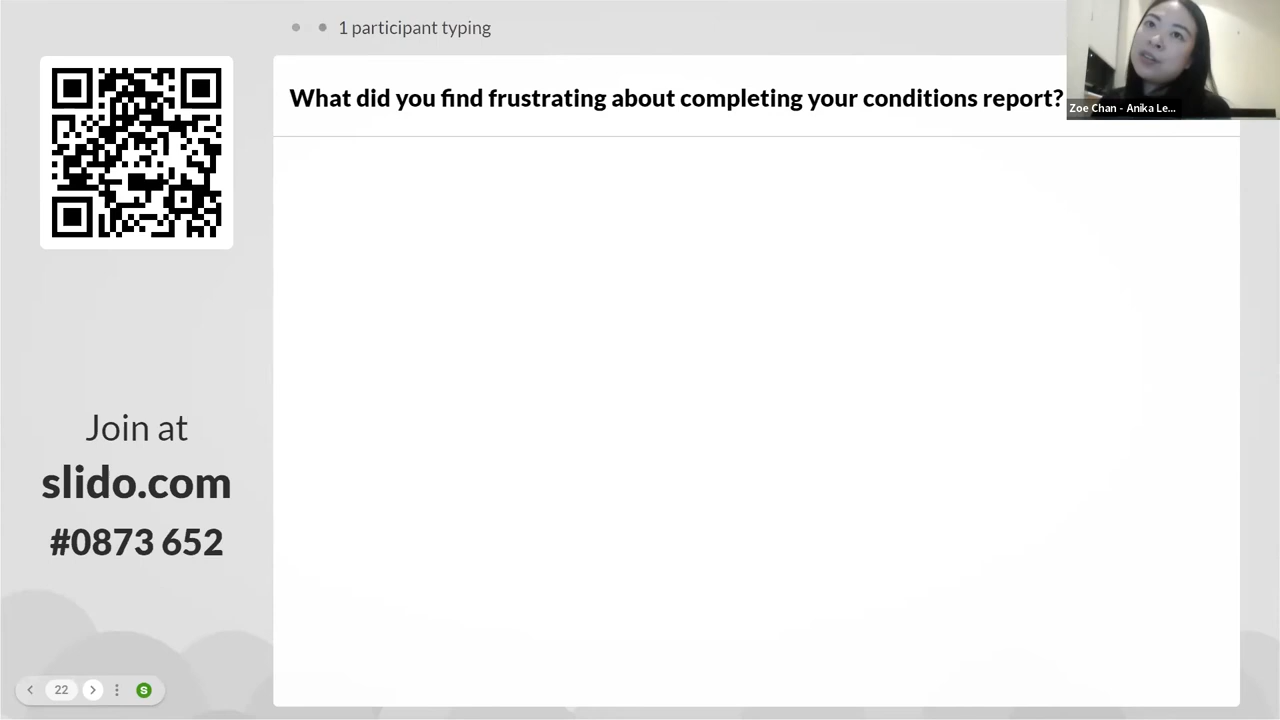 1 participant typing
What did you find frustrating about completing your conditions report?
Zoe Chan - Anika Le...
Join at
slido.com
#0873 652
22
S